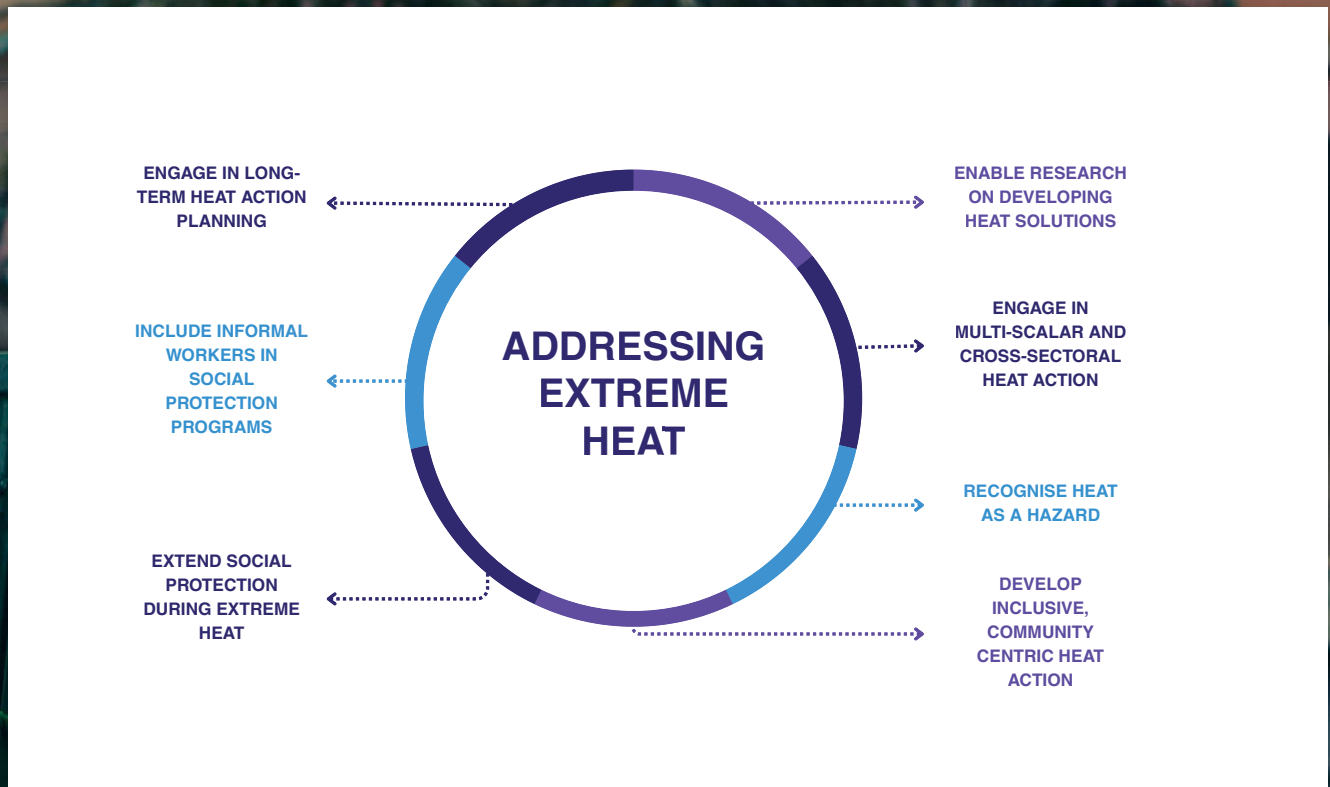 ENGAGE IN LONG-
TERM HEAT ACTION
PLANNING
INCLUDE INFORMAL
WORKERS IN
SOCIAL
PROTECTION
PROGRAMS
EXTEND SOCIAL
PROTECTION
DURING EXTREME
HEAT
ADDRESSING
EXTREME
HEAT
ENABLE RESEARCH
ON DEVELOPING
HEAT SOLUTIONS
ENGAGE IN
MULTI-SCALAR AND
CROSS-SECTORAL
HEAT ACTION
RECOGNISE HEAT
AS A HAZARD
DEVELOP
INCLUSIVE,
COMMUNITY
CENTRIC HEAT
ACTION